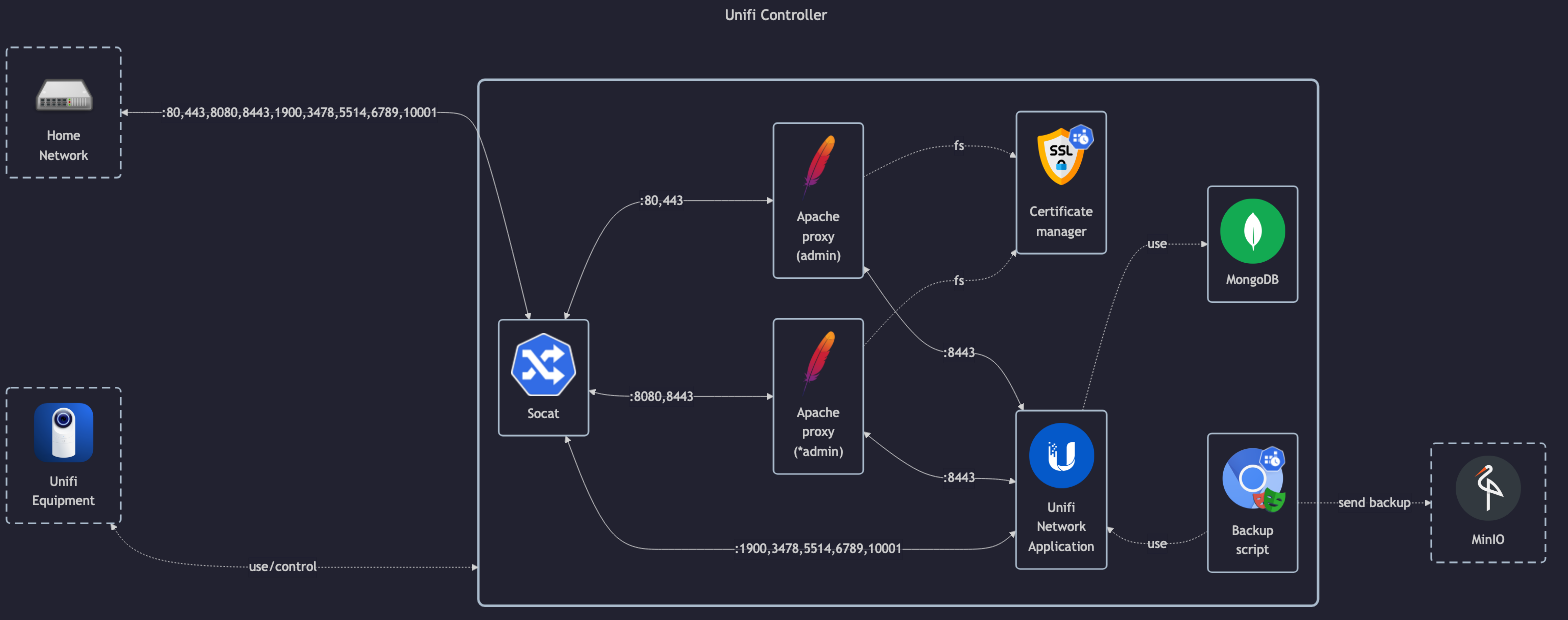 Unifi Controller
Home
Network
:80,443,8080,8443,1900,3478,5514,6789,10001
:80,443
Apache
proxy
(admin)
fs
SSL
Certificate
manager
use
MongoDB
fs
Socat
:8080,8443
Apache
proxy
(*admin)
:8443
:8443
Unifi
Equipment
Unifi
Network
Application
:1900,3478,5514,6789,10001
use/control
Backup
script
use
send backup
MinIO